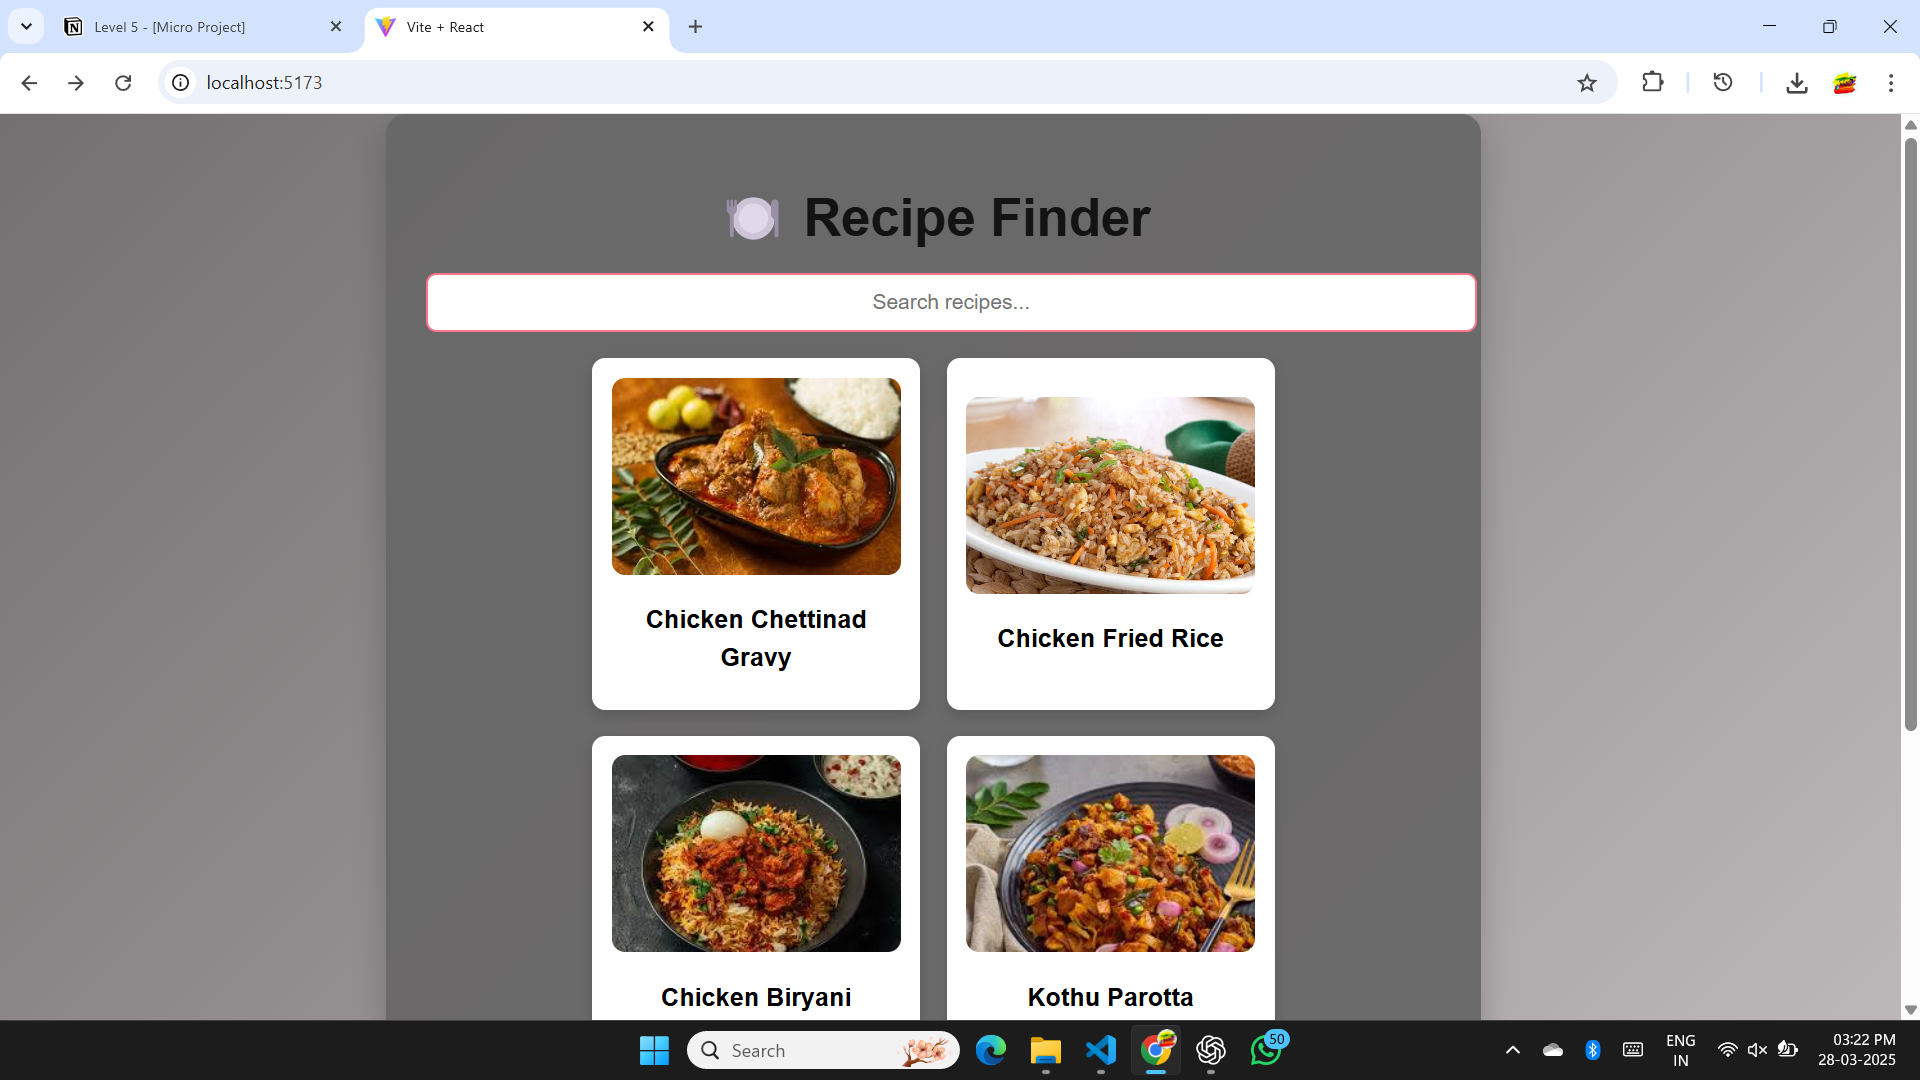 Level 5 - [Micro Project]
Vite + React
localhost:5173
Recipe Finder
Search recipes...
Chicken Chettinad
Gravy
Chicken Fried Rice
Chicken Biryani
Kothu Parotta
Search
50
ENG
IN
03:22 PM
28-03-2025